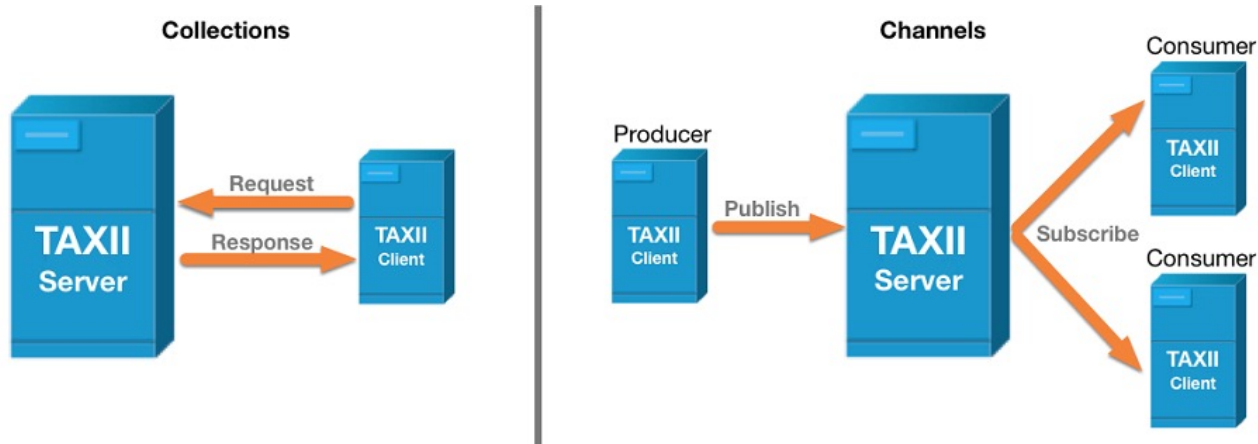 Collections
TAXII
Server
Request
Response
TAXII
Client
Channels
Producer
TAXII
Client
Publish
TAXII
Server
Subscribe
Consumer
TAXII
Client
Consumer
TAXII
Client